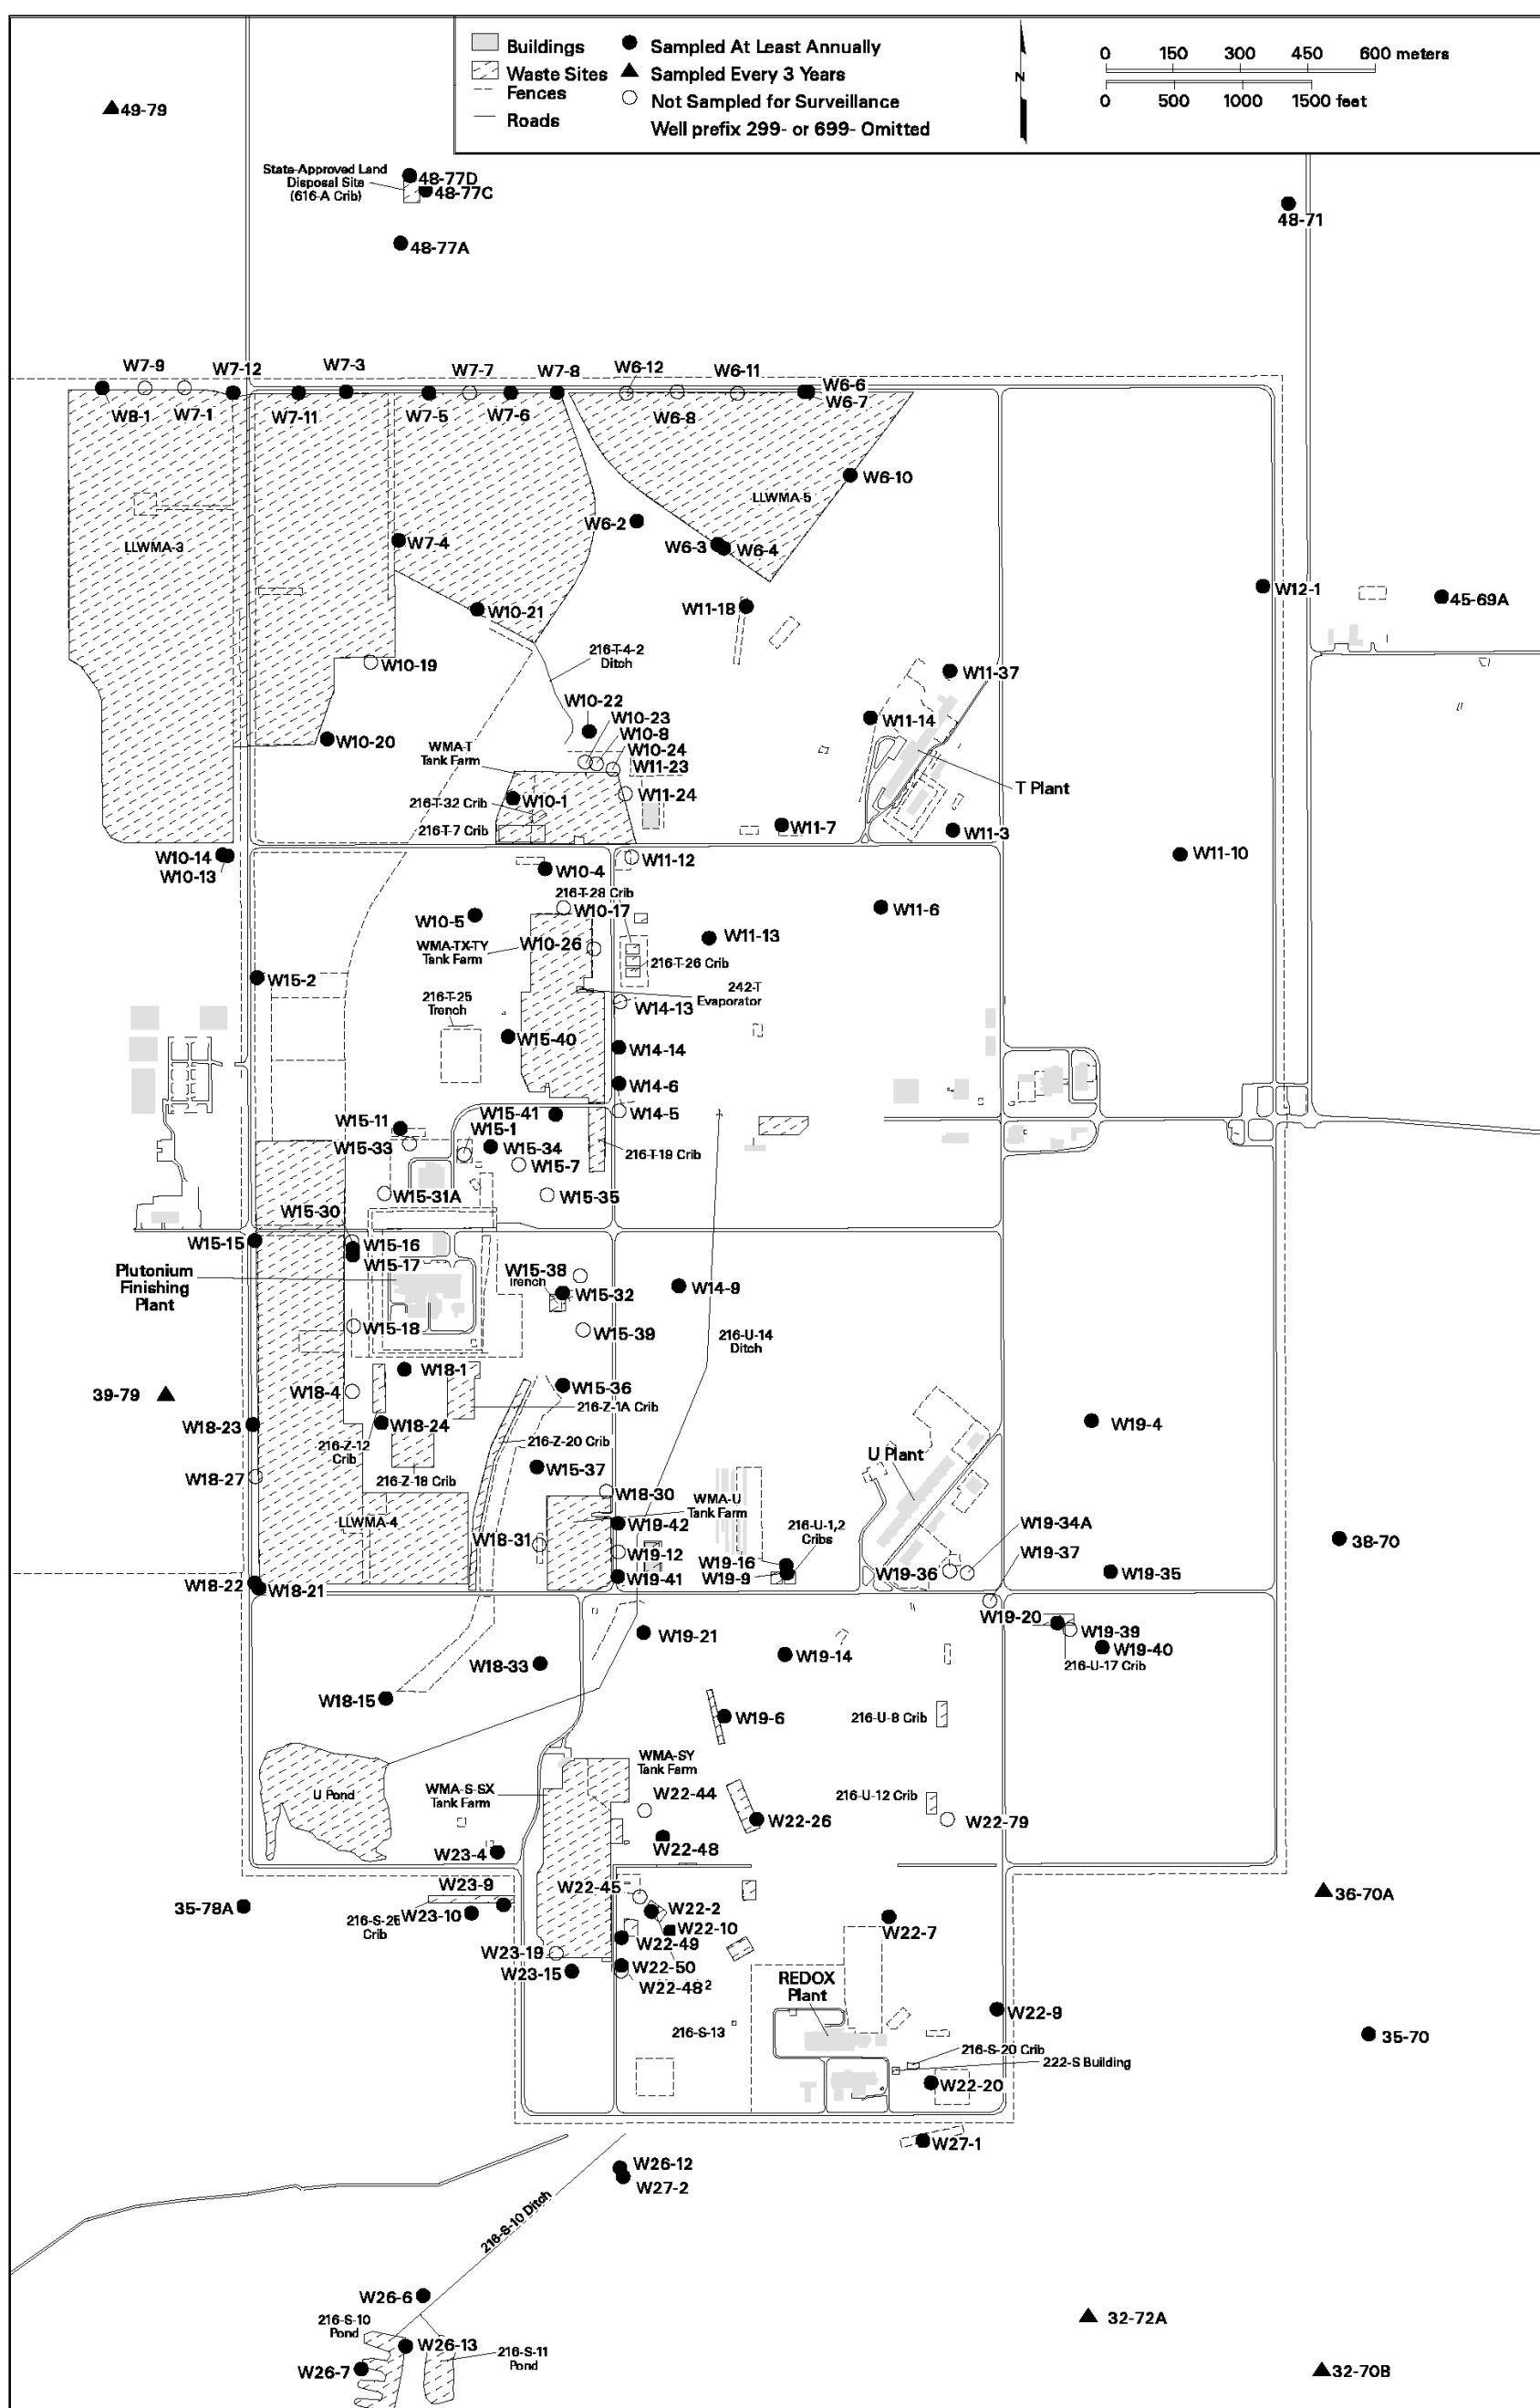 Buildings
Waste Sites
Fences
Roads
Sampled At Least Annually
Sampled Every 3 Years
Not Sampled for Surveillance
Well prefix 299- or 699- Omitted
N
0 150 300 450 600 meters
0 500 1000 1500 feet
49-79
State-Approved Land
Disposal Site
(616-A Crib)
48-77D
48-77C
48-77A
48-71
W7-9
W7-12
W7-3
W7-7
W7-8
W6-12
W6-11
W6-6
W6-7
W8-1
W7-1
W7-11
W7-5
W7-6
W6-8
W6-10
LLWMA-5
W6-2
W6-3
W6-4
LLWMA-3
W7-4
W12-1
45-69A
W10-21
W11-18
216-T-4-2
Ditch
W10-19
W11-37
W10-22
W10-23
W10-8
W10-24
W11-23
W11-14
W10-20
WMA-T
Tank Farm
T Plant
216-T-32 Crib
W10-1
W11-24
216-T-7 Crib
W11-7
W11-3
W10-14
W10-13
W10-4
W11-12
W11-10
216-T-28 Crib
W10-17
W10-5
W11-6
WMA-TX-TY
Tank Farm
W10-26
W11-13
216-T-26 Crib
W15-2
242-T
Evaporator
216-T-25
Trench
W14-13
W15-40
W14-14
W14-6
W15-41
W14-5
W15-11
W15-1
W15-33
W15-34
216-T-19 Crib
W15-7
W15-31A
W15-35
W15-30
W15-15
W15-16
W15-17
Plutonium
Finishing
Plant
W15-38
Trench
W15-32
W14-9
W15-18
W15-39
216-U-14
Ditch
39-79
W18-1
W18-4
W15-36
216-Z-1A Crib
W18-23
W18-24
W19-4
216-Z-12
Crib
216-Z-20 Crib
U Plant
W18-27
216-Z-18 Crib
W15-37
W18-30
WMA-U
Tank Farm
LLWMA-4
W19-42
216-U-1,2
Cribs
W19-34A
W18-31
W19-12
W19-37
38-70
W19-16
W19-9
W19-36
W19-35
W18-22
W18-21
W19-41
W19-20
W19-39
W19-21
W19-40
W19-14
216-U-17 Crib
W18-33
W18-15
W19-6
216-U-8 Crib
WMA-SY
Tank Farm
U Pond
WMA-S-SX
Tank Farm
W22-44
216-U-12 Crib
W22-26
W22-79
W22-48
W23-4
W23-9
W22-45
36-70A
35-78A
W23-10
216-S-25
Crib
W22-2
W22-10
W22-7
W22-49
W23-19
W22-50
W23-15
W22-48²
REDOX
Plant
W22-9
216-S-13
35-70
216-S-20 Crib
222-S Building
W22-20
W27-1
W26-12
W27-2
216-S-10 Ditch
W26-6
216-S-10
Pond
W26-13
216-S-11
Pond
W26-7
32-72A
32-70B